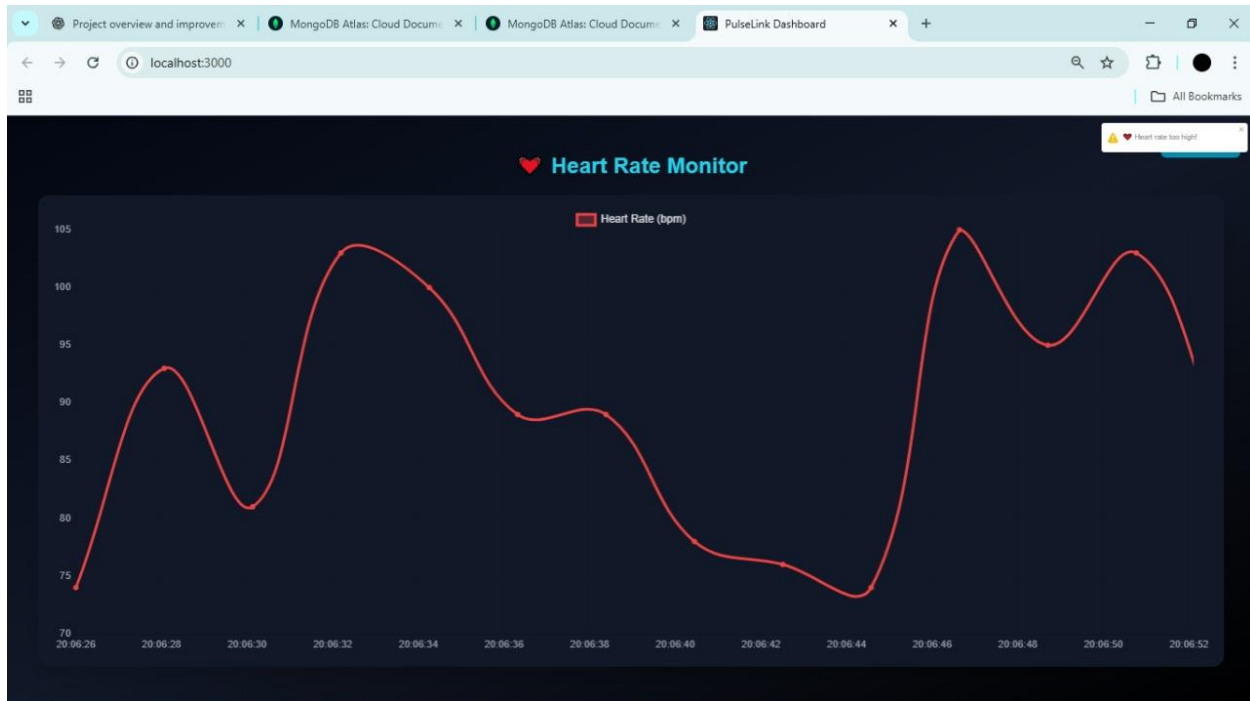 Project overview and improvem
MongoDB Atlas: Cloud Docume
MongoDB Atlas: Cloud Docume
PulseLink Dashboard
localhost:3000
All Bookmarks
Heart rate too high!
Heart Rate Monitor
Heart Rate (bpm)
105
100
95
90
85
80
75
70
20:06:26 20:06:28 20:06:30 20:06:32 20:06:34 20:06:36 20:06:38 20:06:40 20:06:42 20:06:44 20:06:46 20:06:48 20:06:50 20:06:52